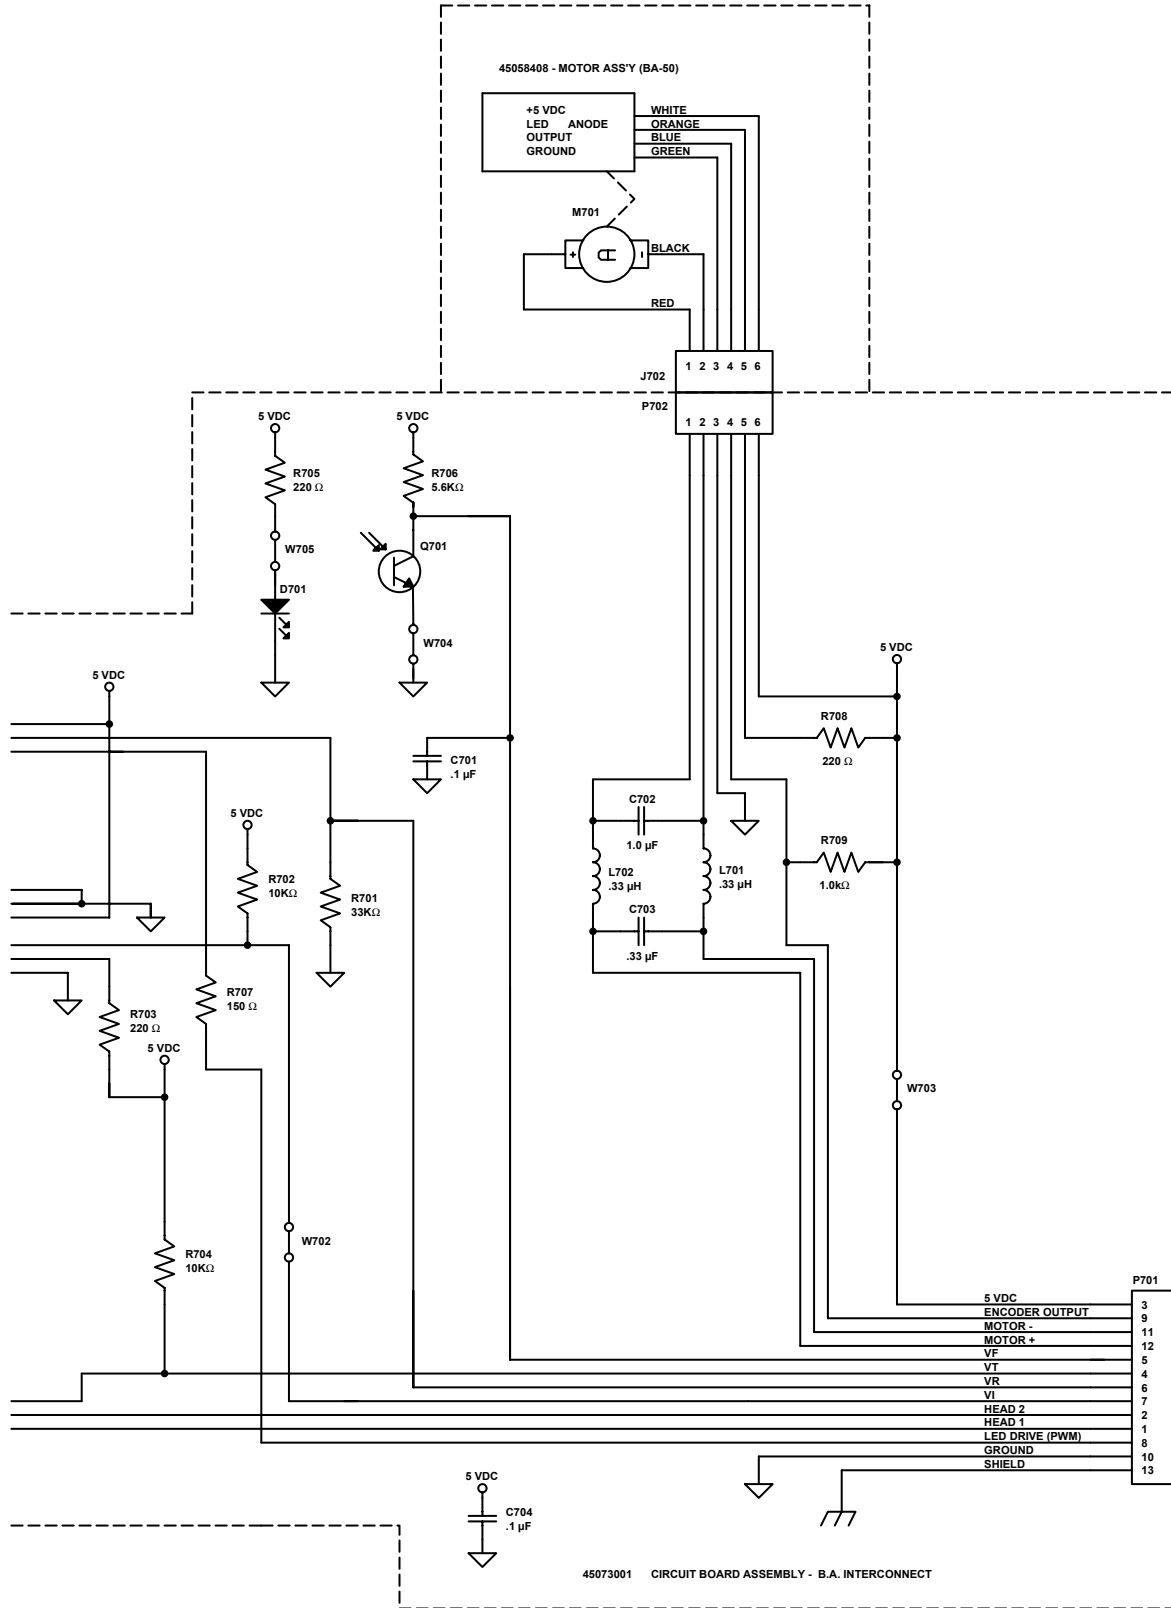 45058408 - MOTOR ASS'Y (BA-50)
+5 VDC
LED ANODE
OUTPUT
GROUND
WHITE
ORANGE
BLUE
GREEN
M701
+
-
BLACK
RED
J702
1 2 3 4 5 6
P702
1 2 3 4 5 6
5 VDC
R705
220 Ω
W705
D701
5 VDC
R706
5.6KΩ
Q701
W704
5 VDC
5 VDC
R708
220 Ω
C701
.1 µF
C702
1.0 µF
L702
.33 µH
L701
.33 µH
C703
.33 µF
R709
1.0kΩ
5 VDC
R702
10KΩ
R701
33KΩ
R707
150 Ω
R703
220 Ω
5 VDC
W703
R704
10KΩ
W702
P701
5 VDC 3
ENCODER OUTPUT 9
MOTOR - 11
MOTOR + 12
VF 5
VT 4
VR 6
VI 7
HEAD 2 2
HEAD 1 1
LED DRIVE (PWM) 8
GROUND 10
SHIELD 13
5 VDC
C704
.1 µF
45073001 CIRCUIT BOARD ASSEMBLY - B.A. INTERCONNECT